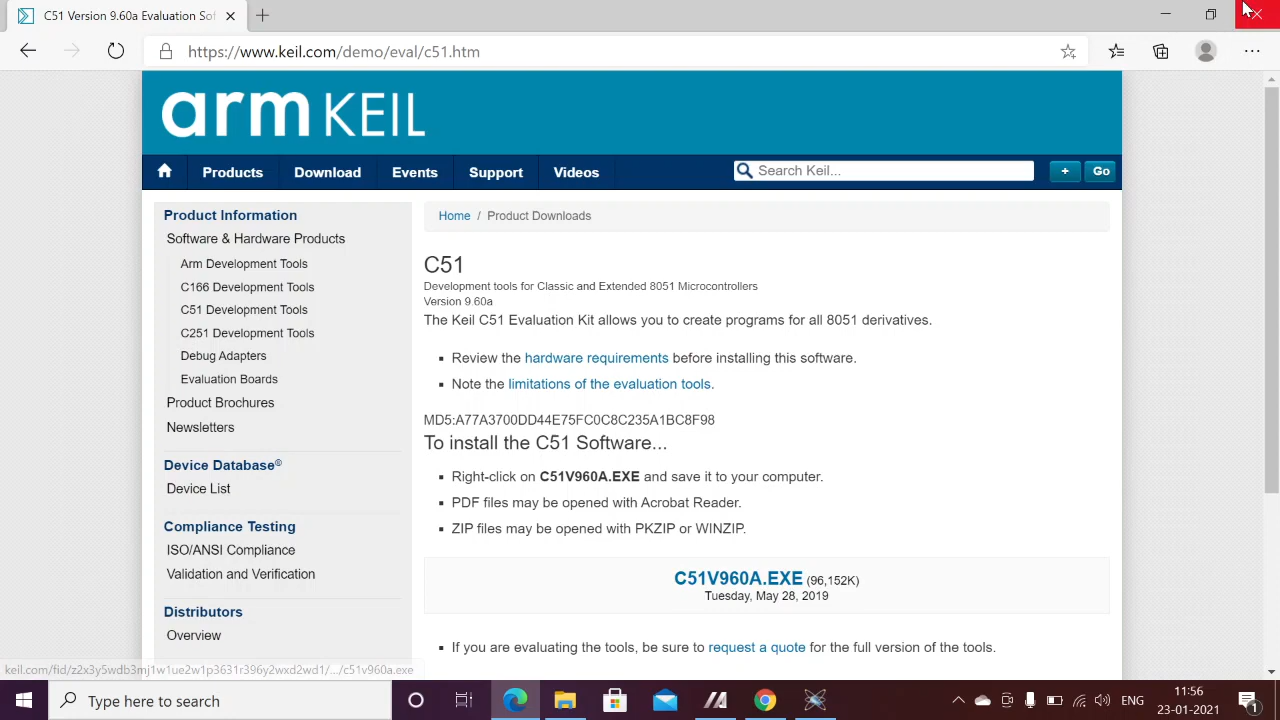 C51 Version 9.60a Evaluation Sof
https://www.keil.com/demo/eval/c51.htm
arm KEIL
Products Download Events Support Videos
Search Keil...
+ Go
Product Information
Software & Hardware Products
Arm Development Tools
C166 Development Tools
C51 Development Tools
C251 Development Tools
Debug Adapters
Evaluation Boards
Product Brochures
Newsletters
Device Database®
Device List
Compliance Testing
ISO/ANSI Compliance
Validation and Verification
Distributors
Overview
Home / Product Downloads
C51
Development tools for Classic and Extended 8051 Microcontrollers
Version 9.60a
The Keil C51 Evaluation Kit allows you to create programs for all 8051 derivatives.
Review the hardware requirements before installing this software.
Note the limitations of the evaluation tools.
MD5:A77A3700DD44E75FC0C8C235A1BC8F98
To install the C51 Software...
Right-click on C51V960A.EXE and save it to your computer.
PDF files may be opened with Acrobat Reader.
ZIP files may be opened with PKZIP or WINZIP.
C51V960A.EXE (96,152K)
Tuesday, May 28, 2019
If you are evaluating the tools, be sure to request a quote for the full version of the tools.
keil.com/fid/z2x3y5wdb3mj1w1ue2w1p3631r396y2wxd2wd1/.../c51v960a.exe
Type here to search
ENG
11:56
23-01-2021
1